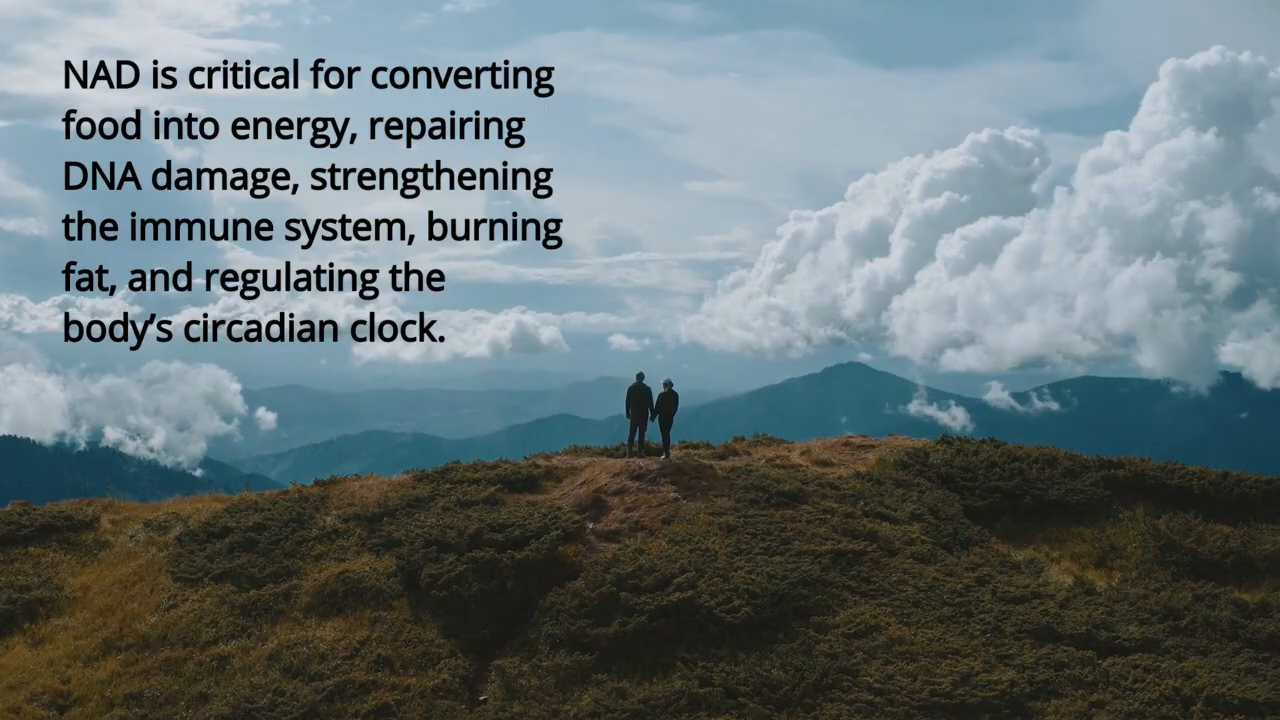 NAD is critical for converting
food into energy, repairing
DNA damage, strengthening
the immune system, burning
fat, and regulating the
body’s circadian clock.